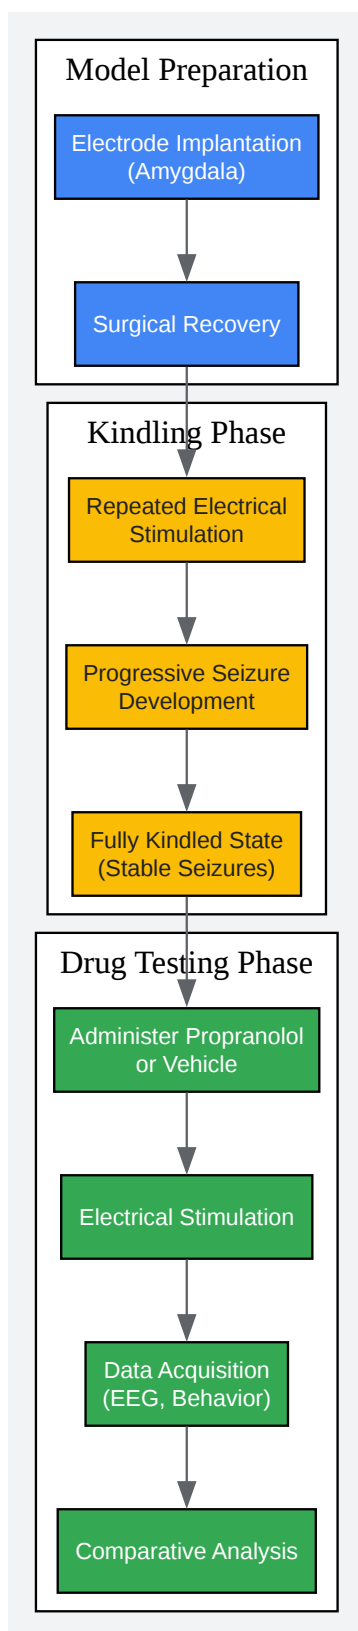 Model Preparation
Electrode Implantation
(Amygdala)
Surgical Recovery
Kindling Phase
Repeated Electrical
Stimulation
Progressive Seizure
Development
Fully Kindled State
(Stable Seizures)
Drug Testing Phase
Administer Propranolol
or Vehicle
Electrical Stimulation
Data Acquisition
(EEG, Behavior)
Comparative Analysis